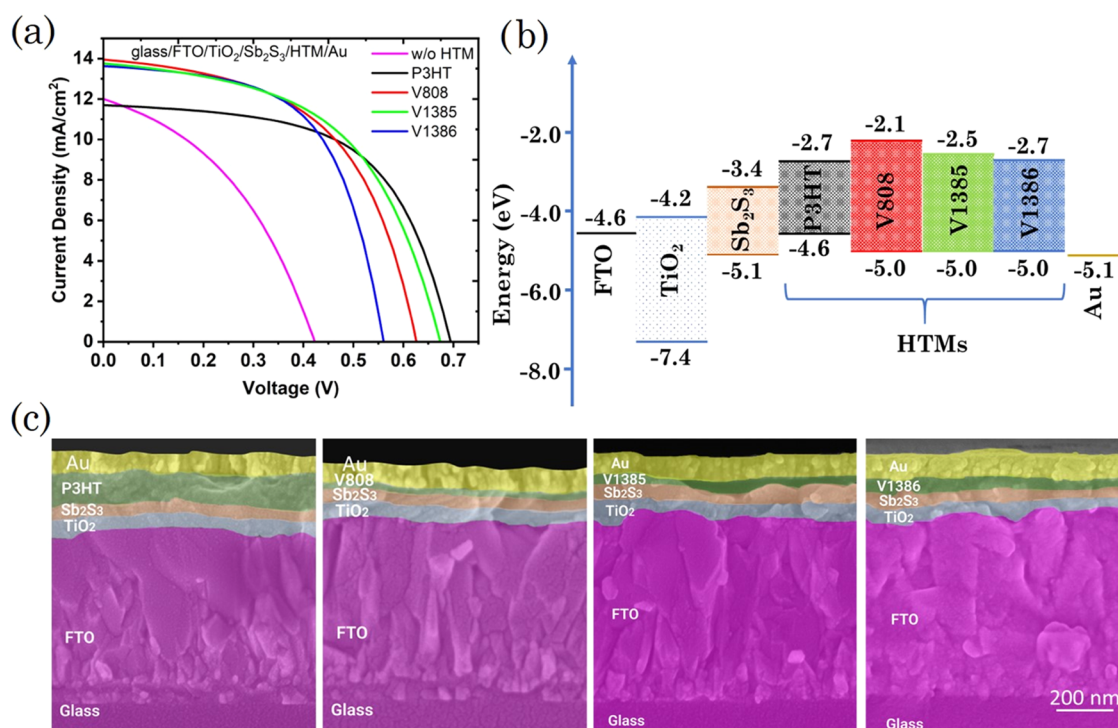 (a)
glass/FTO/TiO₂/Sb₂S₃/HTM/Au
w/o HTM
P3HT
V808
V1385
V1386
Current Density (mA/cm²)
14
12
10
8
6
4
2
0
0.0 0.1 0.2 0.3 0.4 0.5 0.6 0.7
Voltage (V)
(b)
Energy (eV)
-2.0
-4.0
-6.0
-8.0
-4.6
FTO
-4.2
TiO₂
-7.4
-3.4
Sb₂S₃
-5.1
-2.7
P3HT
-4.6
-2.1
V808
-5.0
-2.5
V1385
-5.0
-2.7
V1386
-5.0
-5.1
Au
HTMs
(c)
Au
P3HT
Sb₂S₃
TiO₂
FTO
Glass
Au
V808
Sb₂S₃
TiO₂
FTO
Glass
Au
V1385
Sb₂S₃
TiO₂
FTO
Glass
Au
V1386
Sb₂S₃
TiO₂
FTO
200 nm
Glass